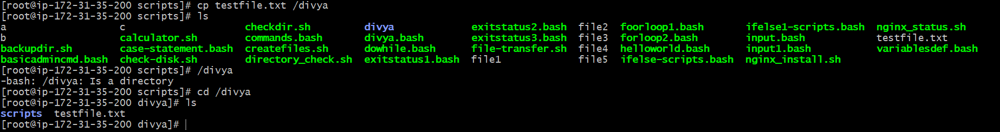 [root@ip-172-31-35-200 scripts]# cp testfile.txt /divya
[root@ip-172-31-35-200 scripts]# ls
a                   c                    checkdir.sh         divya              exitstatus2.bash  file2  foorloop1.bash       ifelse1-scripts.bash  nginx_status.sh
b                   calculator.sh        commands.bash       divya.bash         exitstatus3.bash  file3  forloop2.bash        input.bash            testfile.txt
backupdir.sh        case-statement.bash  createfiles.sh      dowhile.bash       file-transfer.sh  file4  helloworld.bash      input1.bash           variablesdef.bash
basicadmincmd.bash  check-disk.sh        directory_check.sh  exitstatus1.bash   file1             file5  ifelse-scripts.bash  nginx_install.sh
[root@ip-172-31-35-200 scripts]# /divya
-bash: /divya: Is a directory
[root@ip-172-31-35-200 scripts]# cd /divya
[root@ip-172-31-35-200 divya]# ls
scripts  testfile.txt
[root@ip-172-31-35-200 divya]#